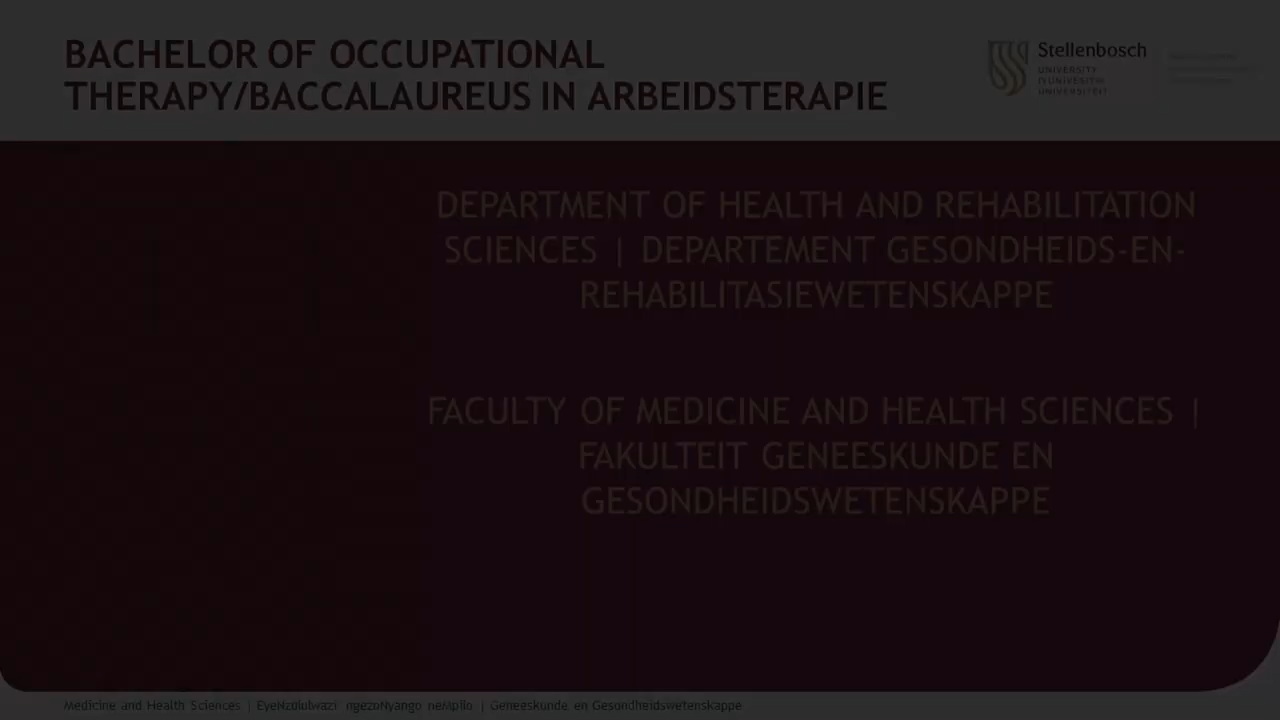 BACHELOR OF OCCUPATIONAL
THERAPY/BACCALAUREUS IN ARBEIDSTERAPIE
Stellenbosch
UNIVERSITY
IYUNIVESITHI
UNIVERSITEIT
DEPARTMENT OF HEALTH AND REHABILITATION
SCIENCES | DEPARTEMENT GESONDHEIDS-EN-
REHABILITASIEWETENSKAPPE
FACULTY OF MEDICINE AND HEALTH SCIENCES |
FAKULTEIT GENEESKUNDE EN
GESONDHEIDSWETENSKAPPE
Medicine and Health Sciences | EyeNzululwazi ngezoNyango neMpilo | Geneeskunde en Gesondheidswetenskappe